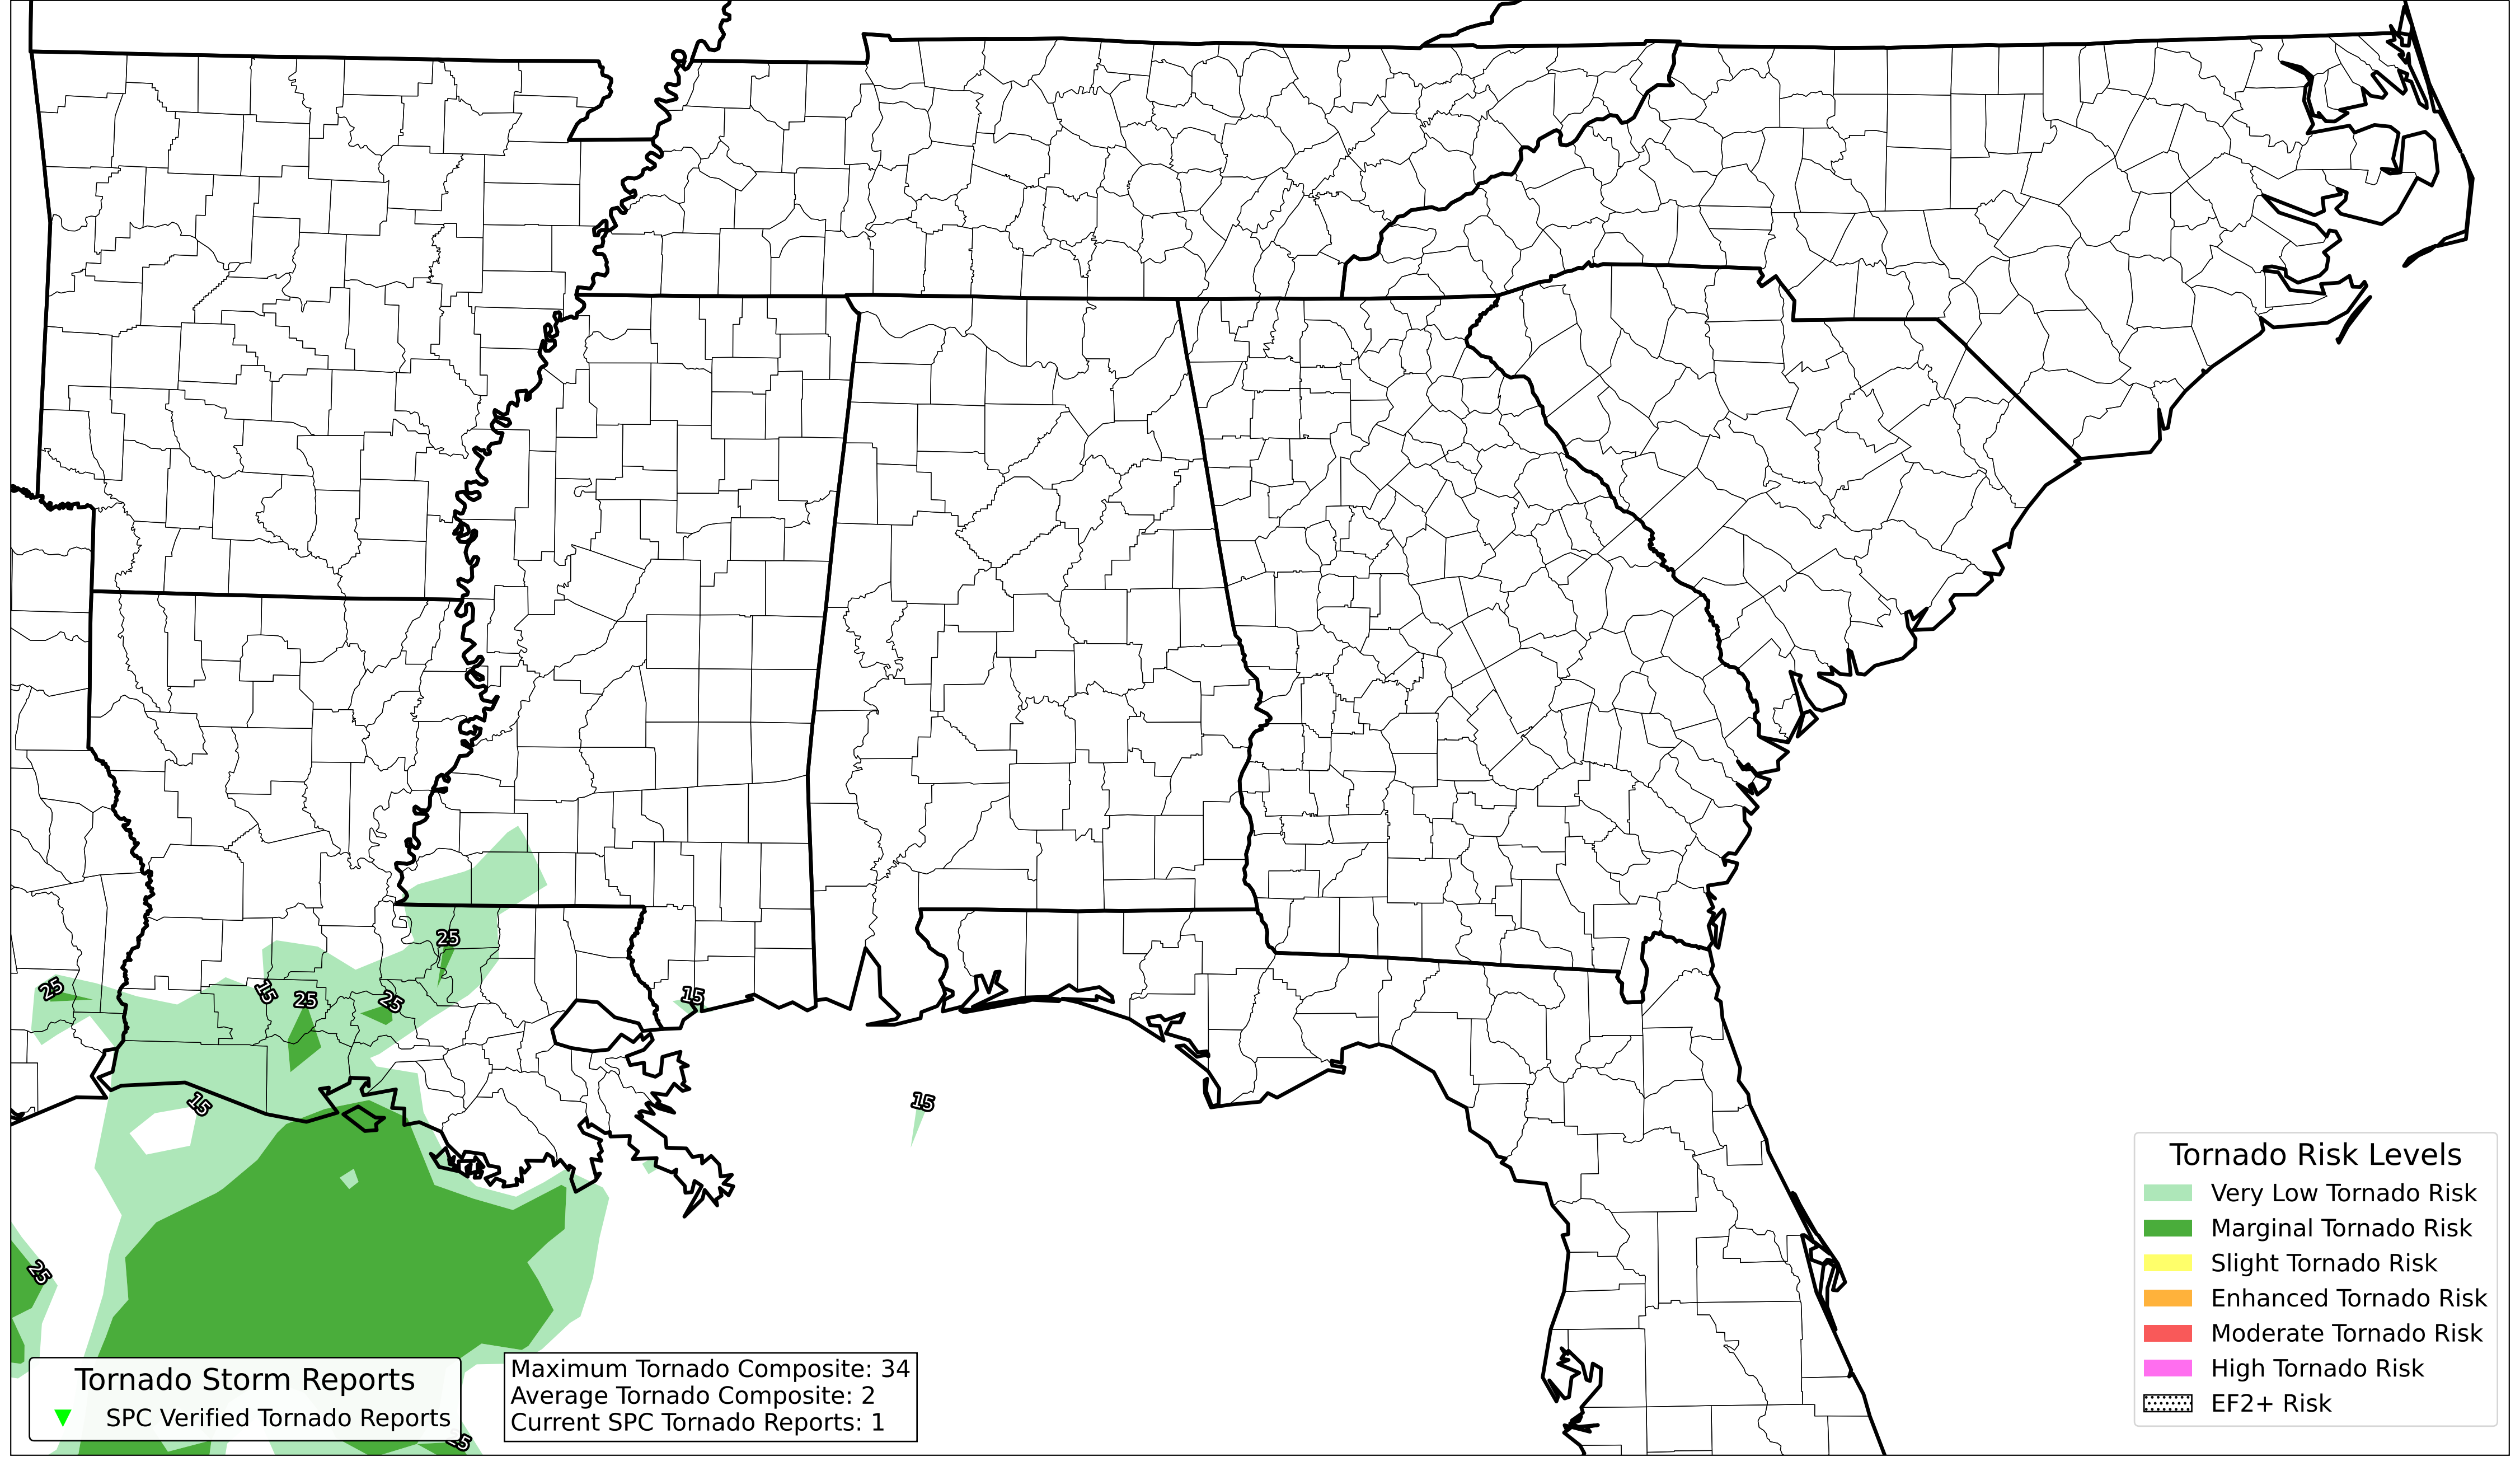 25
25
15
25
25
15
15
15
25
Tornado Storm Reports
SPC Verified Tornado Reports
Maximum Tornado Composite: 34
Average Tornado Composite: 2
Current SPC Tornado Reports: 1
Tornado Risk Levels
Very Low Tornado Risk
Marginal Tornado Risk
Slight Tornado Risk
Enhanced Tornado Risk
Moderate Tornado Risk
High Tornado Risk
EF2+ Risk